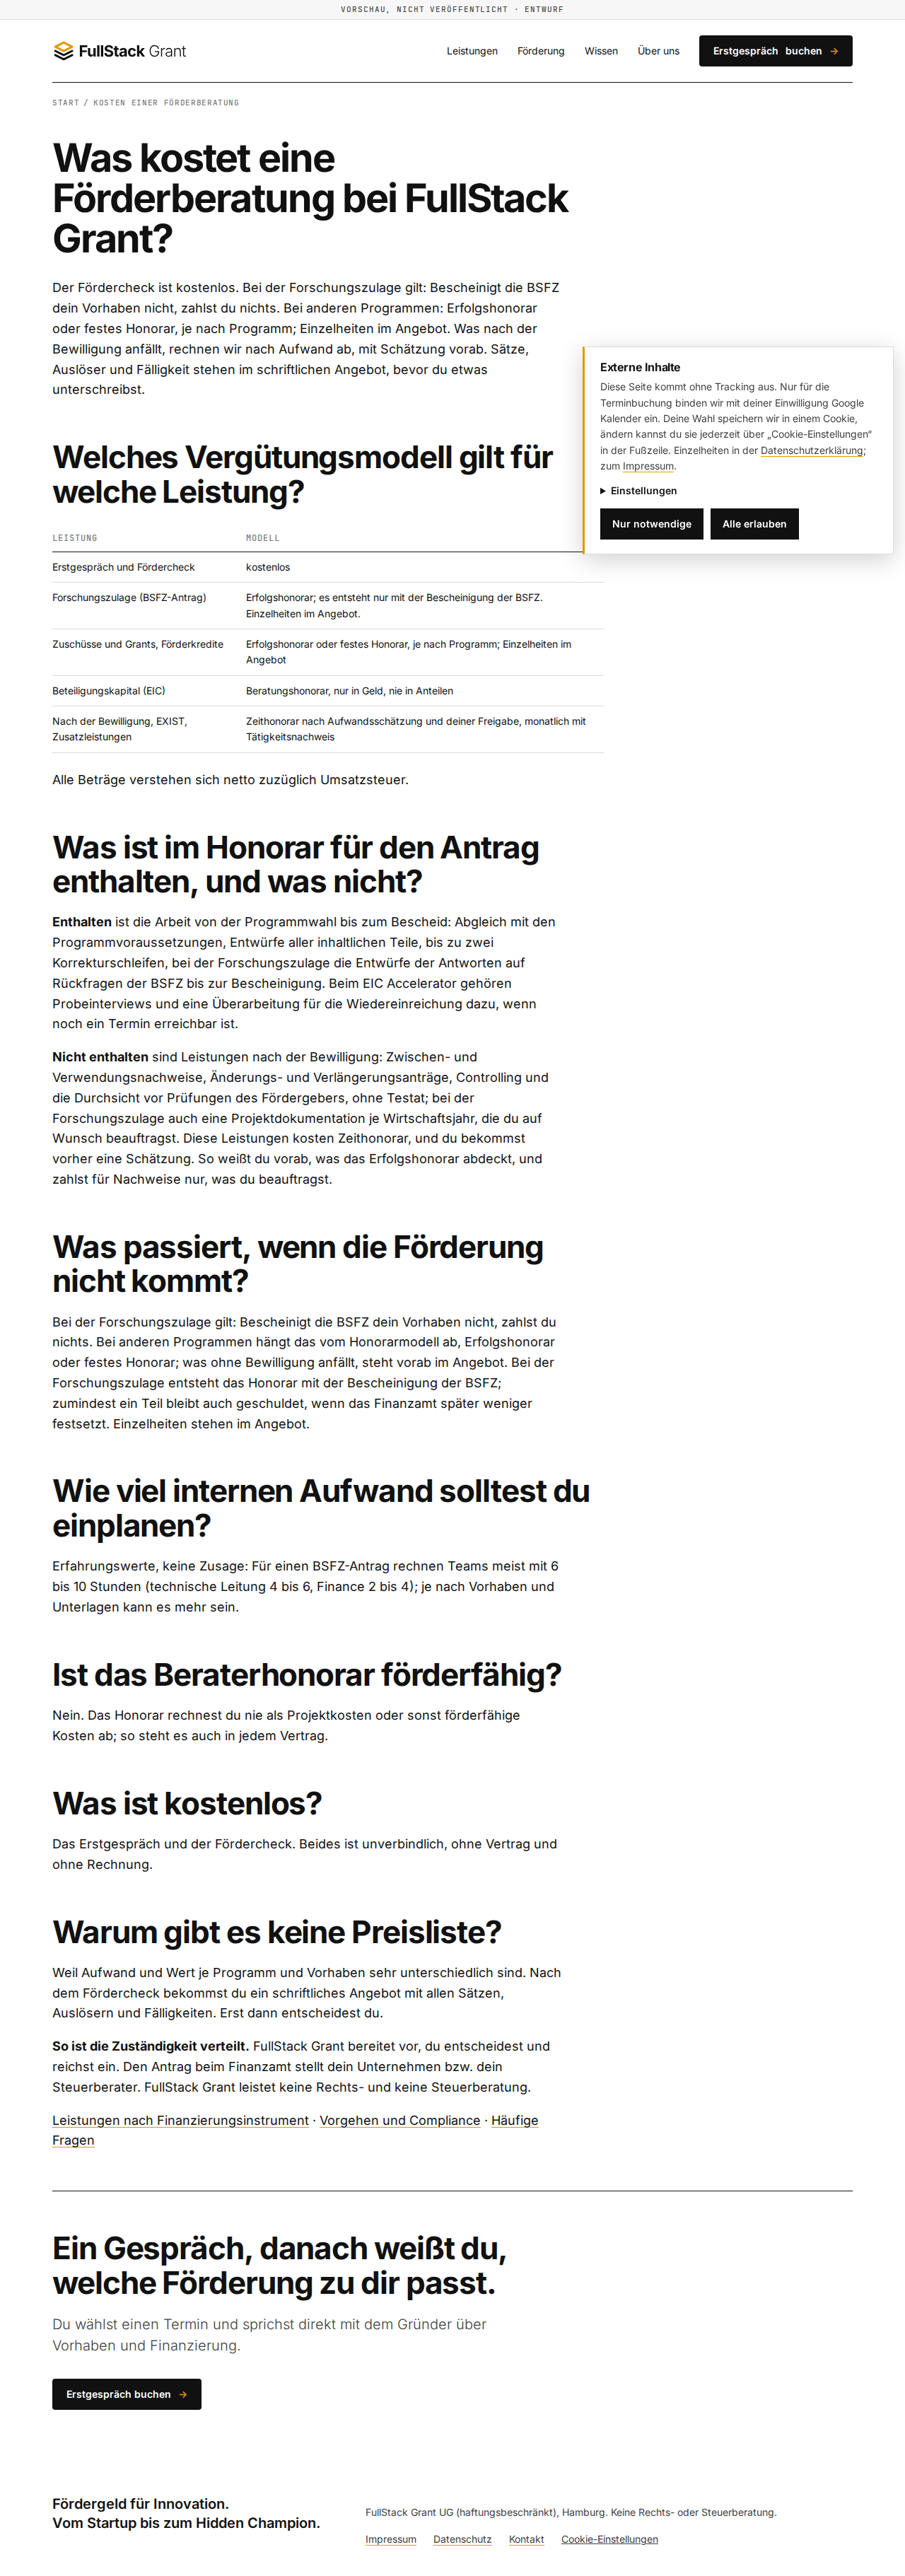 VORSCHAU, NICHT VERÖFFENTLICHT · ENTWURF
FullStack Grant
Leistungen Förderung Wissen Über uns Erstgespräch buchen →
START / KOSTEN EINER FÖRDERBERATUNG
Was kostet eine
Förderberatung bei FullStack
Grant?
Der Fördercheck ist kostenlos. Bei der Forschungszulage gilt: Bescheinigt die BSFZ
dein Vorhaben nicht, zahlst du nichts. Bei anderen Programmen: Erfolgshonorar
oder festes Honorar, je nach Programm; Einzelheiten im Angebot. Was nach der
Bewilligung anfällt, rechnen wir nach Aufwand ab, mit Schätzung vorab. Sätze,
Auslöser und Fälligkeit stehen im schriftlichen Angebot, bevor du etwas
unterschreibst.
Externe Inhalte
Diese Seite kommt ohne Tracking aus. Nur für die
Terminbuchung binden wir mit deiner Einwilligung Google
Kalender ein. Deine Wahl speichern wir in einem Cookie,
ändern kannst du sie jederzeit über „Cookie-Einstellungen“
in der Fußzeile. Einzelheiten in der Datenschutzerklärung;
zum Impressum.
Einstellungen
Nur notwendige Alle erlauben
Welches Vergütungsmodell gilt für
welche Leistung?
LEISTUNG MODELL
Erstgespräch und Fördercheck kostenlos
Forschungszulage (BSFZ-Antrag) Erfolgshonorar; es entsteht nur mit der Bescheinigung der BSFZ.
Einzelheiten im Angebot.
Zuschüsse und Grants, Förderkredite Erfolgshonorar oder festes Honorar, je nach Programm; Einzelheiten im
Angebot
Beteiligungskapital (EIC) Beratungshonorar, nur in Geld, nie in Anteilen
Nach der Bewilligung, EXIST, Zeithonorar nach Aufwandsschätzung und deiner Freigabe, monatlich mit
Zusatzleistungen Tätigkeitsnachweis
Alle Beträge verstehen sich netto zuzüglich Umsatzsteuer.
Was ist im Honorar für den Antrag
enthalten, und was nicht?
Enthalten ist die Arbeit von der Programmwahl bis zum Bescheid: Abgleich mit den
Programmvoraussetzungen, Entwürfe aller inhaltlichen Teile, bis zu zwei
Korrekturschleifen, bei der Forschungszulage die Entwürfe der Antworten auf
Rückfragen der BSFZ bis zur Bescheinigung. Beim EIC Accelerator gehören
Probeinterviews und eine Überarbeitung für die Wiedereinreichung dazu, wenn
noch ein Termin erreichbar ist.
Nicht enthalten sind Leistungen nach der Bewilligung: Zwischen- und
Verwendungsnachweise, Änderungs- und Verlängerungsanträge, Controlling und
die Durchsicht vor Prüfungen des Fördergebers, ohne Testat; bei der
Forschungszulage auch eine Projektdokumentation je Wirtschaftsjahr, die du auf
Wunsch beauftragst. Diese Leistungen kosten Zeithonorar, und du bekommst
vorher eine Schätzung. So weißt du vorab, was das Erfolgshonorar abdeckt, und
zahlst für Nachweise nur, was du beauftragst.
Was passiert, wenn die Förderung
nicht kommt?
Bei der Forschungszulage gilt: Bescheinigt die BSFZ dein Vorhaben nicht, zahlst du
nichts. Bei anderen Programmen hängt das vom Honorarmodell ab, Erfolgshonorar
oder festes Honorar; was ohne Bewilligung anfällt, steht vorab im Angebot. Bei der
Forschungszulage entsteht das Honorar mit der Bescheinigung der BSFZ;
zumindest ein Teil bleibt auch geschuldet, wenn das Finanzamt später weniger
festsetzt. Einzelheiten stehen im Angebot.
Wie viel internen Aufwand solltest du
einplanen?
Erfahrungswerte, keine Zusage: Für einen BSFZ-Antrag rechnen Teams meist mit 6
bis 10 Stunden (technische Leitung 4 bis 6, Finance 2 bis 4); je nach Vorhaben und
Unterlagen kann es mehr sein.
Ist das Beraterhonorar förderfähig?
Nein. Das Honorar rechnest du nie als Projektkosten oder sonst förderfähige
Kosten ab; so steht es auch in jedem Vertrag.
Was ist kostenlos?
Das Erstgespräch und der Fördercheck. Beides ist unverbindlich, ohne Vertrag und
ohne Rechnung.
Warum gibt es keine Preisliste?
Weil Aufwand und Wert je Programm und Vorhaben sehr unterschiedlich sind. Nach
dem Fördercheck bekommst du ein schriftliches Angebot mit allen Sätzen,
Auslösern und Fälligkeiten. Erst dann entscheidest du.
So ist die Zuständigkeit verteilt. FullStack Grant bereitet vor, du entscheidest und
reichst ein. Den Antrag beim Finanzamt stellt dein Unternehmen bzw. dein
Steuerberater. FullStack Grant leistet keine Rechts- und keine Steuerberatung.
Leistungen nach Finanzierungsinstrument · Vorgehen und Compliance · Häufige
Fragen
Ein Gespräch, danach weißt du,
welche Förderung zu dir passt.
Du wählst einen Termin und sprichst direkt mit dem Gründer über
Vorhaben und Finanzierung.
Erstgespräch buchen →
Fördergeld für Innovation.
Vom Startup bis zum Hidden Champion.
FullStack Grant UG (haftungsbeschränkt), Hamburg. Keine Rechts- oder Steuerberatung.
Impressum Datenschutz Kontakt Cookie-Einstellungen